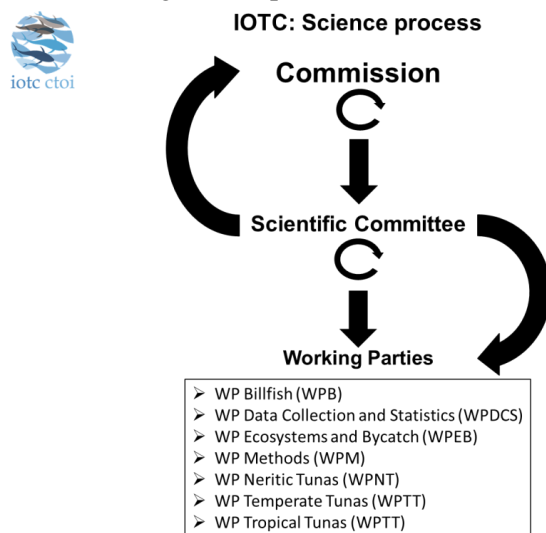 IOTC: Science process
iotc ctoi
Commission
Scientific Committee
Working Parties
➢ WP Billfish (WPB)
➢ WP Data Collection and Statistics (WPDCS)
➢ WP Ecosystems and Bycatch (WPEB)
➢ WP Methods (WPM)
➢ WP Neritic Tunas (WPNT)
➢ WP Temperate Tunas (WPTT)
➢ WP Tropical Tunas (WPTT)